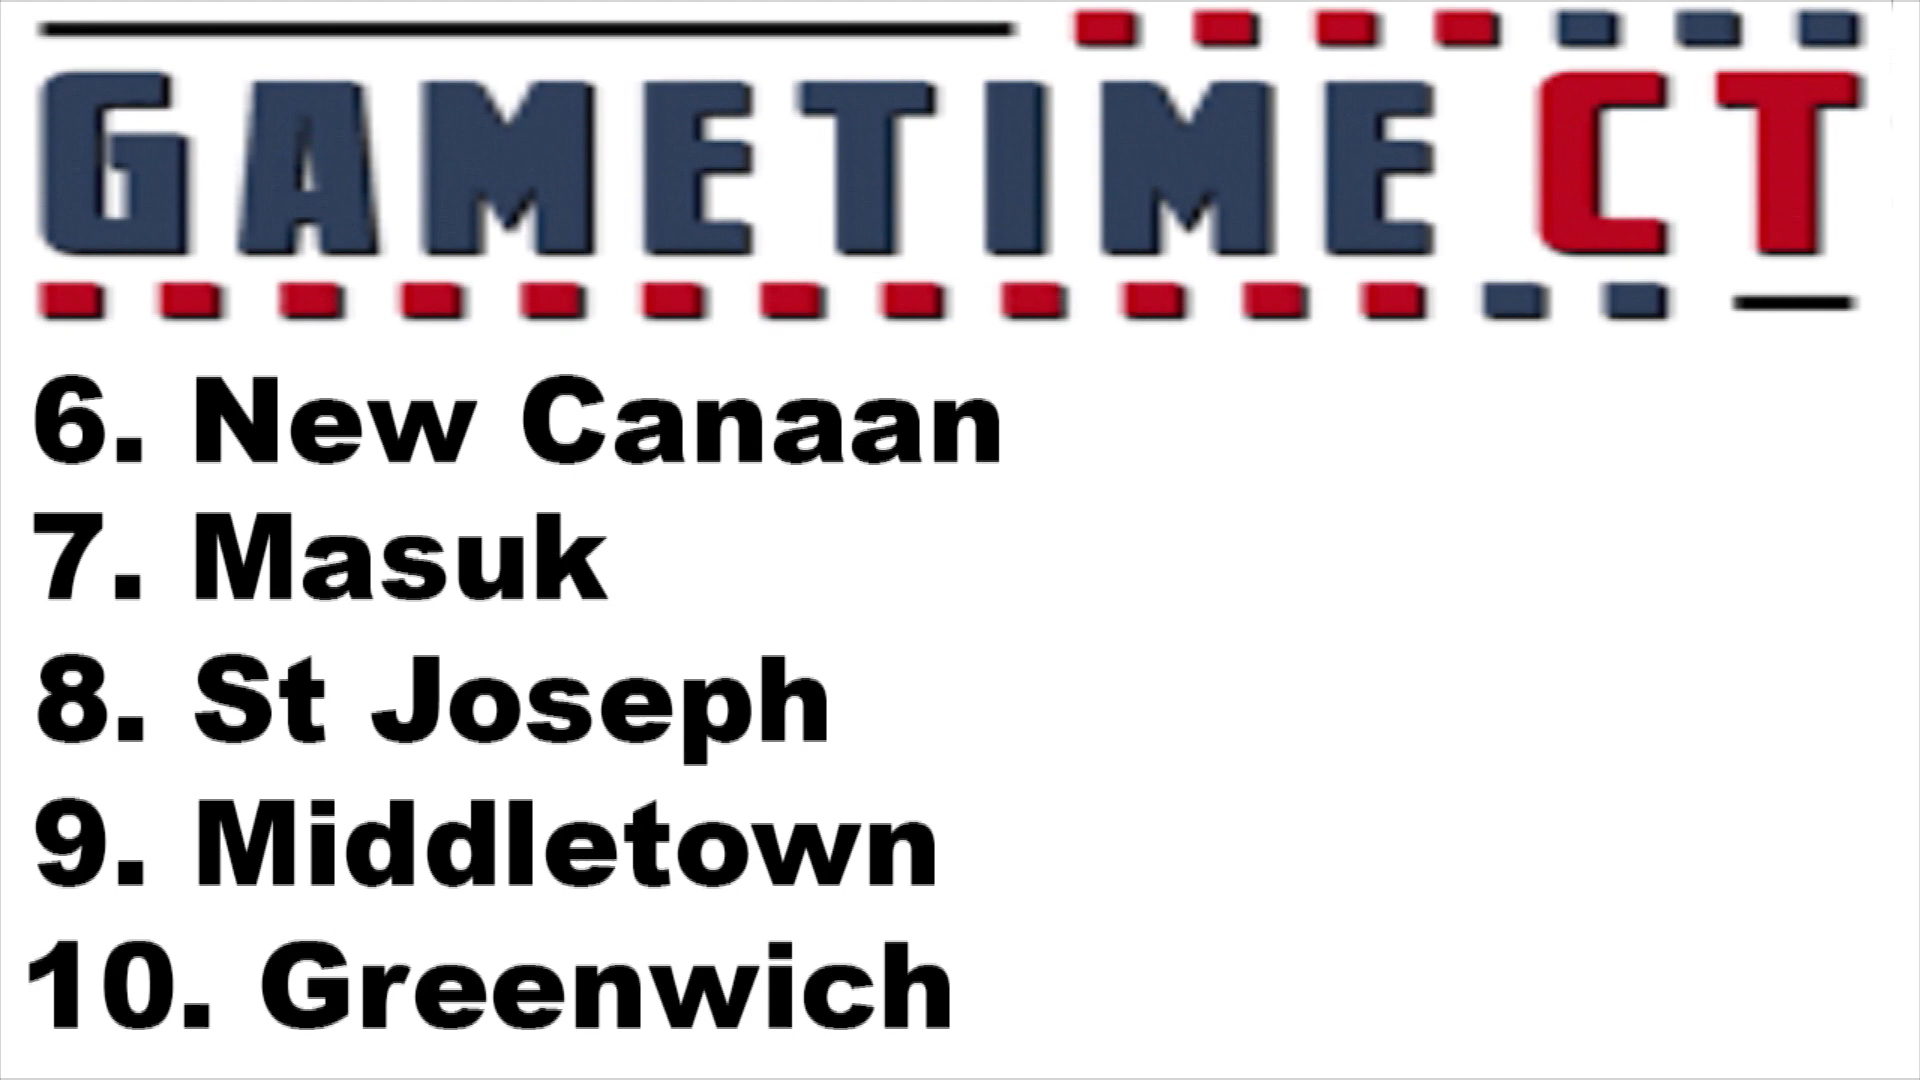 GAMETIME CT
6. New Canaan
7. Masuk
8. St Joseph
9. Middletown
10. Greenwich